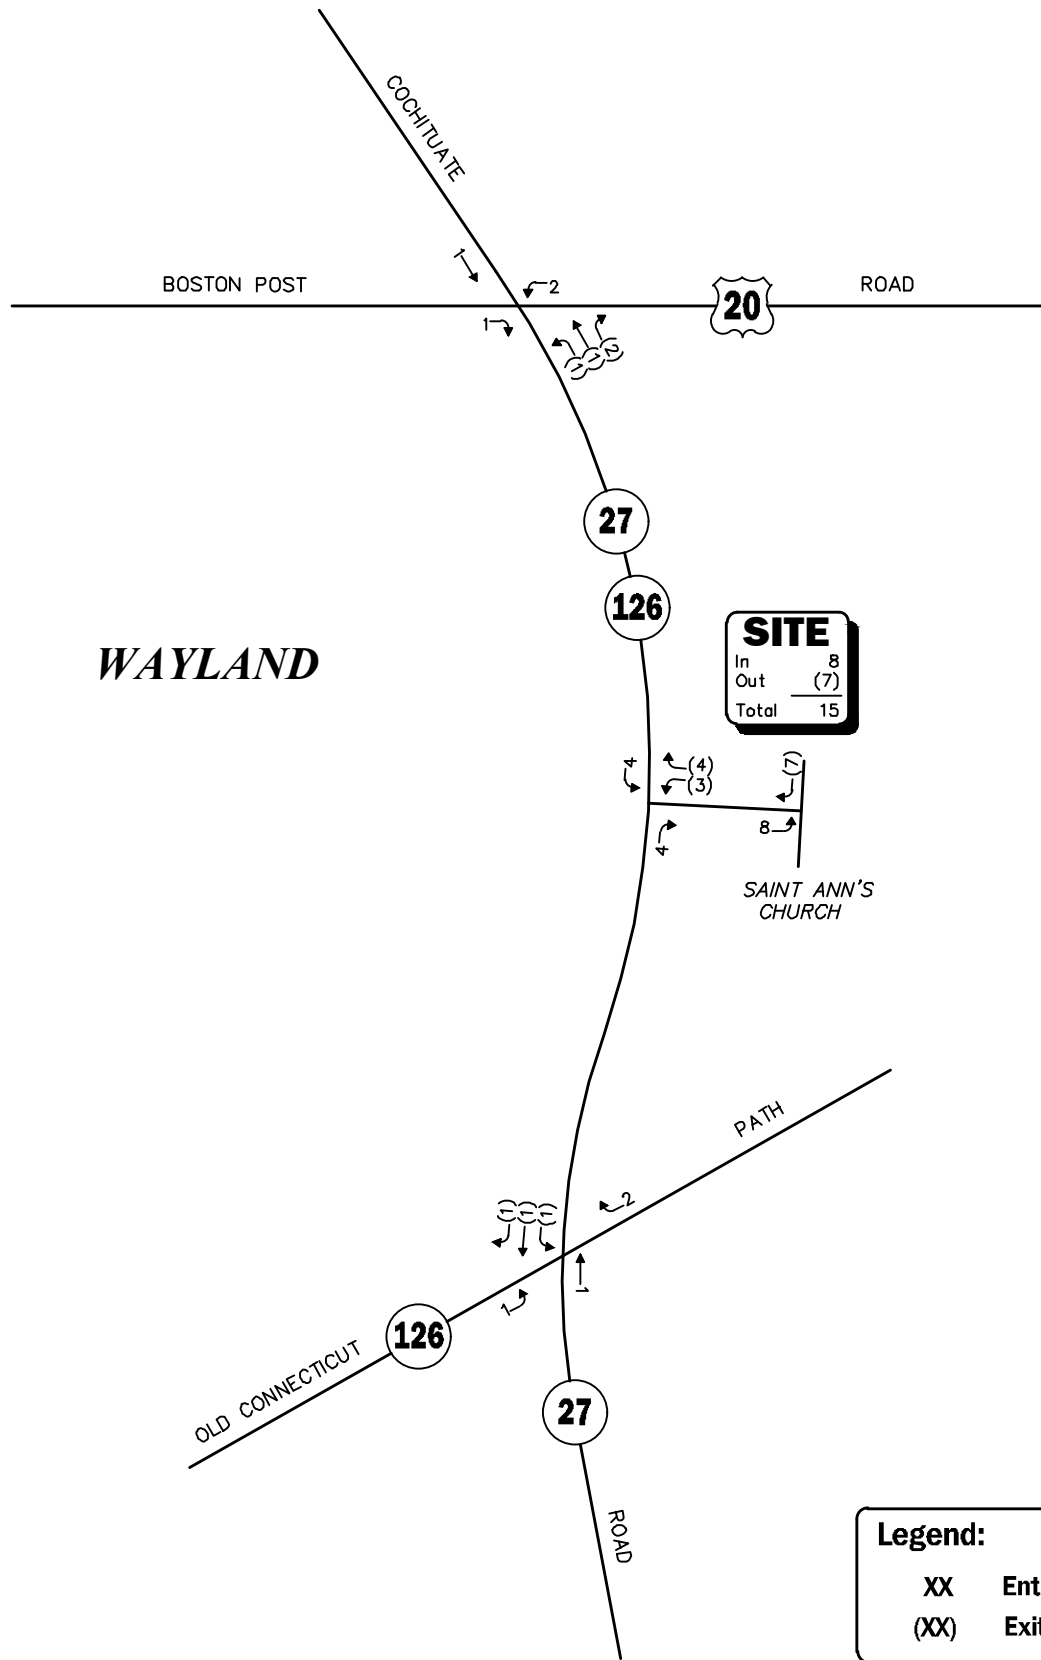 COCHITUATE
BOSTON POST
20
ROAD
1
2
1
(1)
(1)
(2)
27
126
WAYLAND
SITE
In 8
Out (7)
Total 15
4
(4)
(3)
(7)
4
8
SAINT ANN'S
CHURCH
PATH
(1)
(1)
(1)
2
1
1
126
OLD CONNECTICUT
27
ROAD
Legend:
XX Ent
(XX) Exit